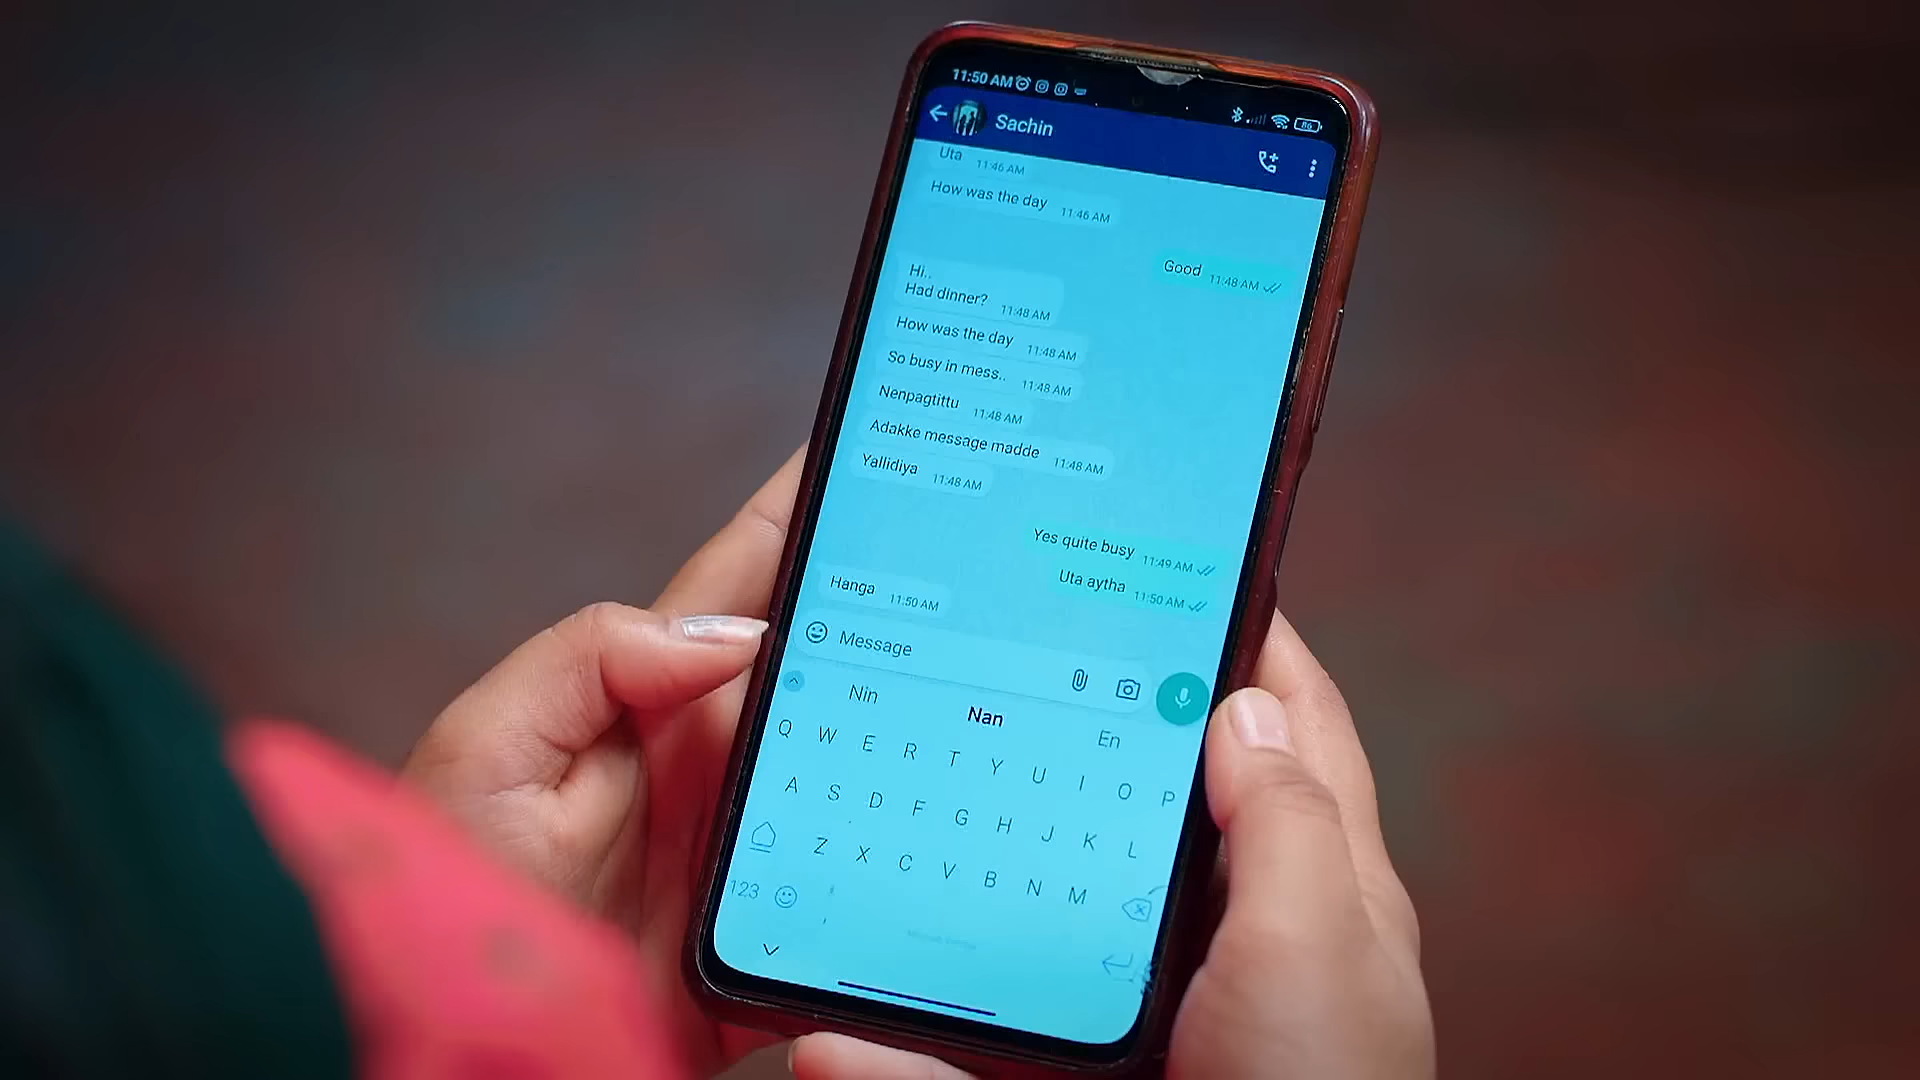 11:50 AM
86
Sachin
Uta 11:46 AM
How was the day 11:46 AM
Good 11:48 AM
Hi..
Had dinner? 11:48 AM
How was the day 11:48 AM
So busy in mess.. 11:48 AM
Nenpagtittu 11:48 AM
Adakke message madde 11:48 AM
Yallidiya 11:48 AM
Yes quite busy 11:49 AM
Uta aytha 11:50 AM
Hanga 11:50 AM
Message
Nin Nan En
Q W E R T Y U I O P
A S D F G H J K L
Z X C V B N M
123